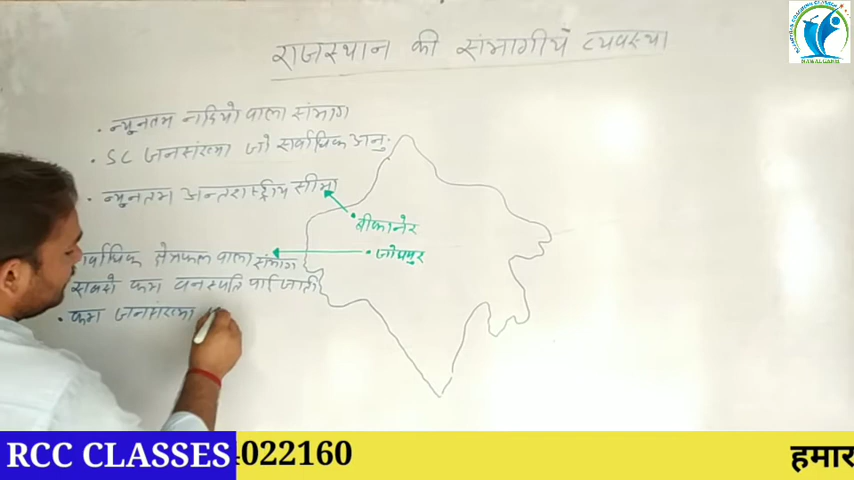 राजस्थान की संभागीय व्यवस्था
• न्यूनतम नदियो वाला संभाग
• SC जनसंख्या जो सर्वाधिक अनु.
• न्यूनतम अन्तराष्ट्रीय सीमा
• बीकानेर
• जोधपुर
र्वाधिक क्षेत्रफल वाला संभाग
सबसे कम वनस्पति पाई जाती
• कम जनसंख्या
NAWALGARH
RCC CLASSES
022160
हमार